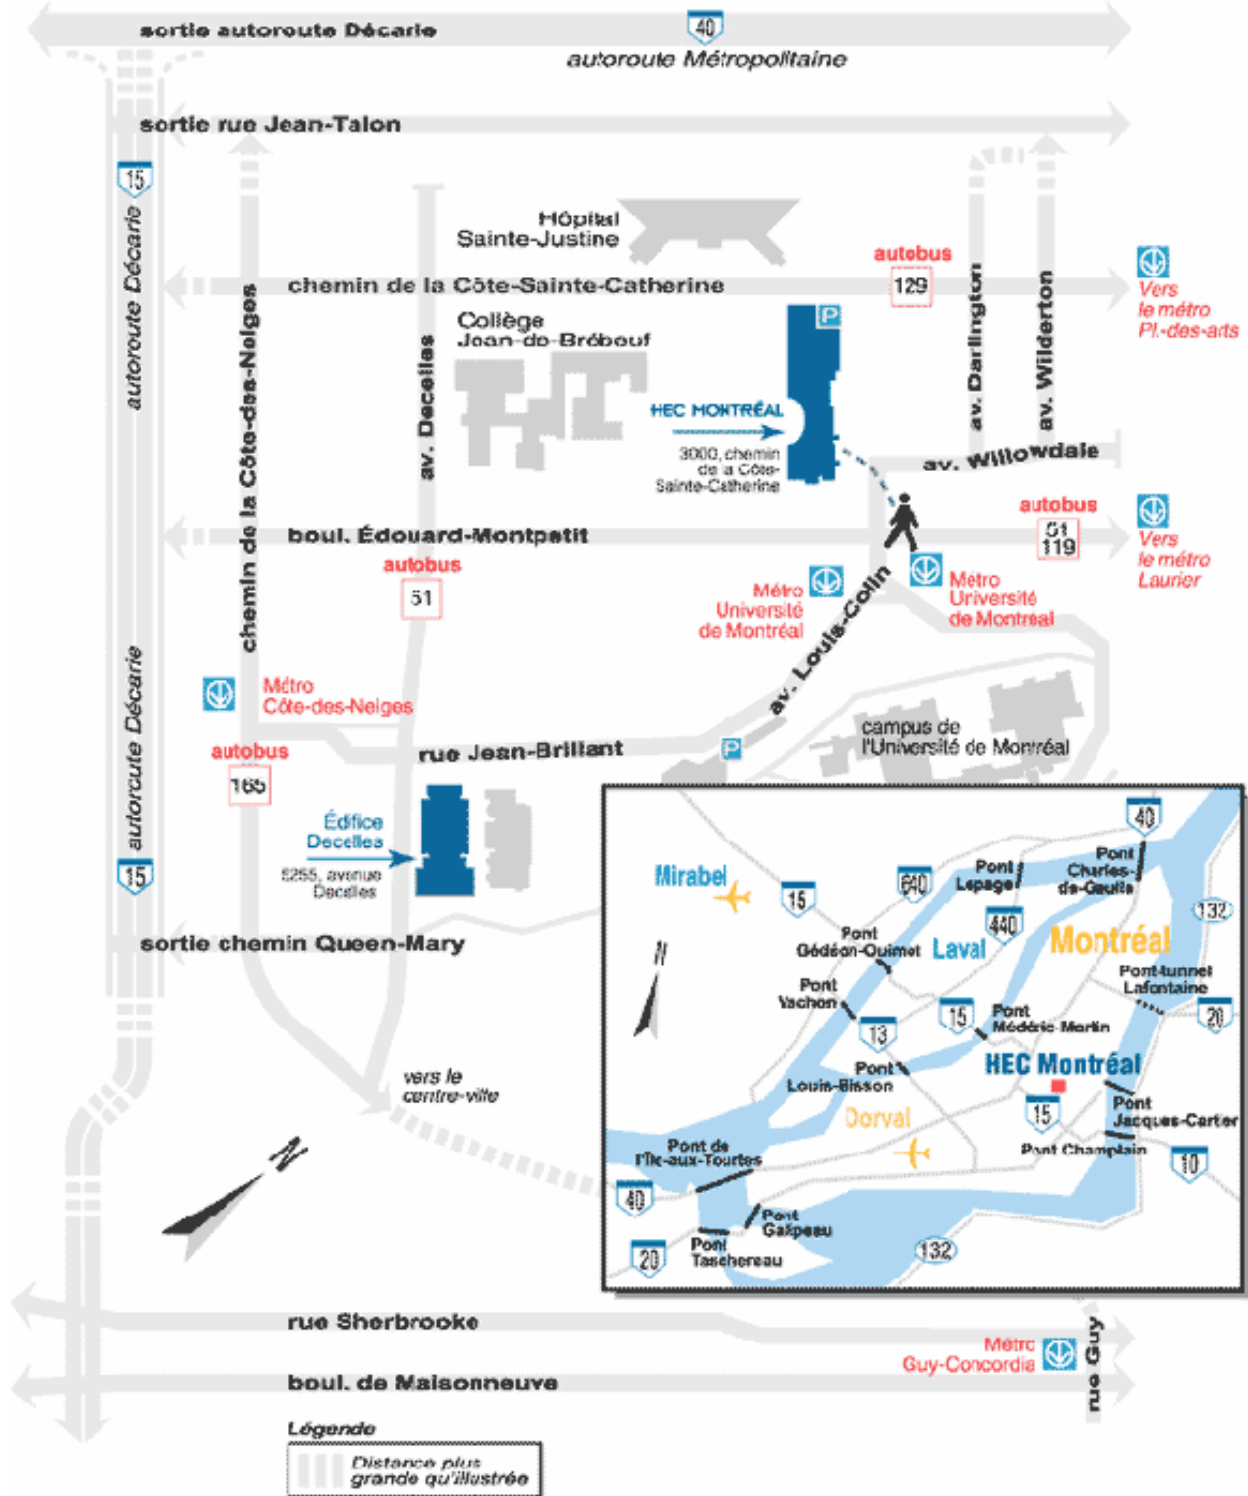 sortie autoroute Décarie
40
autoroute Métropolitaine
sortie rue Jean-Talon
15
autoroute Décarie
Hôpital
Sainte-Justine
autobus
129
chemin de la Côte-Sainte-Catherine
Vers
le métro
Pl.-des-arts
chemin de la Côte-des-Neiges
av. Decelles
Collège
Jean-de-Brébeuf
P
av. Darlington
av. Wilderton
HEC MONTRÉAL
3000, chemin
de la Côte-
Sainte-Catherine
av. Willowdale
boul. Édouard-Montpetit
autobus
51
119
Vers
le métro
Laurier
autobus
51
Métro
Université
de Montréal
av. Louis-Colin
Métro
Université
de Montréal
Métro
Côte-des-Neiges
autoroute Décarie
rue Jean-Brillant
P
campus de
l'Université de Montréal
autobus
165
Édifice
Decelles
5255, avenue
Decelles
15
sortie chemin Queen-Mary
vers le
centre-ville
N
40
Mirabel
15
640
Pont
Lepage
Pont
Charles-
de-Gaulle
132
440
Pont
Gédéon-Ouimet
Laval
Montréal
Pont-tunnel
Lafontaine
N
Pont
Vachon
15
20
13
Pont
Médéric-Martin
HEC Montréal
Pont
Louis-Bisson
15
Pont
Jacques-Cartier
Dorval
Pont Champlain
10
Pont de
l'Île-aux-Tourtes
40
Pont
Galipeau
20
Pont
Taschereau
132
rue Sherbrooke
Métro
Guy-Concordia
rue Guy
boul. de Maisonneuve
Légende
Distance plus
grande qu'illustrée